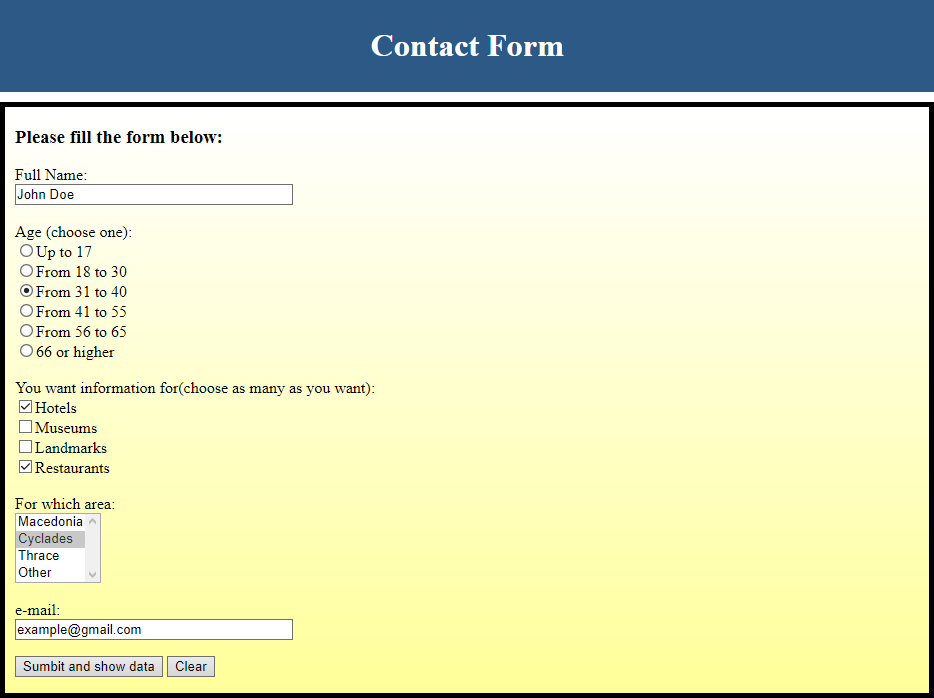 Contact Form
Please fill the form below:
Full Name:
John Doe
Age (choose one):
Up to 17
From 18 to 30
From 31 to 40
From 41 to 55
From 56 to 65
66 or higher
You want information for(choose as many as you want):
Hotels
Museums
Landmarks
Restaurants
For which area:
Macedonia
Cyclades
Thrace
Other
e-mail:
example@gmail.com
Sumbit and show data Clear